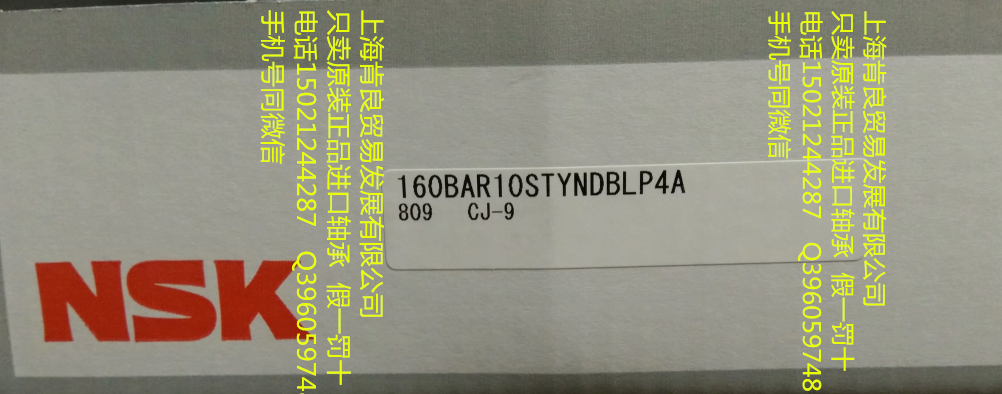 160BAR10STYNDBLP4A
809 CJ-9
NSK
上海肯良贸易发展有限公司
只卖原装正品进口轴承 假一罚十
电话15021244287 Q39605974
手机号同微信
上海肯良贸易发展有限公司
只卖原装正品进口轴承 假一罚十
电话15021244287 Q396059748
手机号同微信